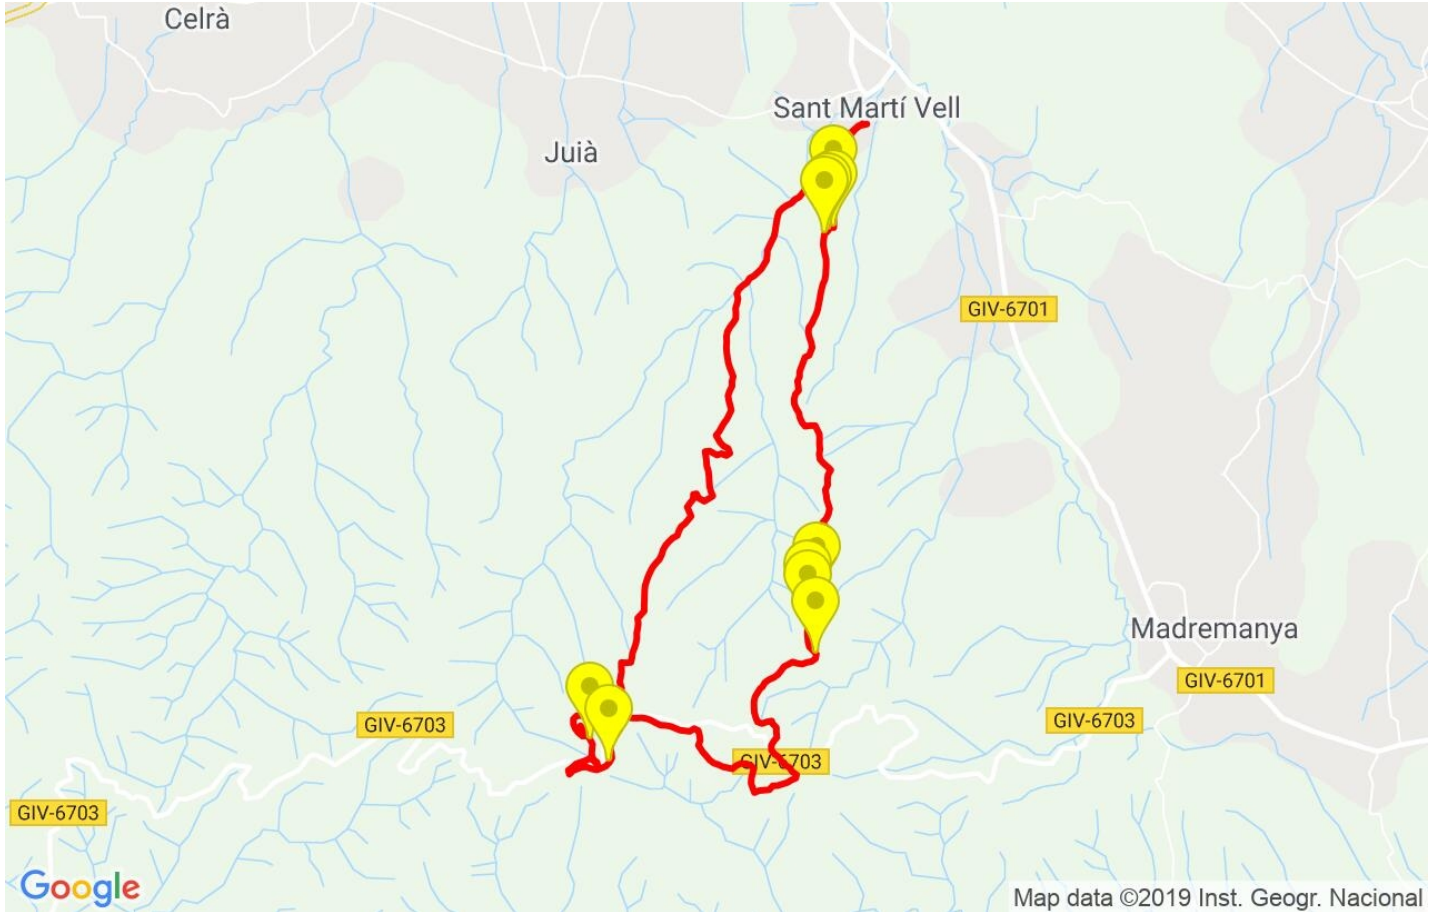 Celrà
Sant Martí Vell
Juià
GIV-6701
Madremanya
GIV-6701
GIV-6703
GIV-6703
GIV-6703
GIV-6703
Google
Map data ©2019 Inst. Geogr. Nacional